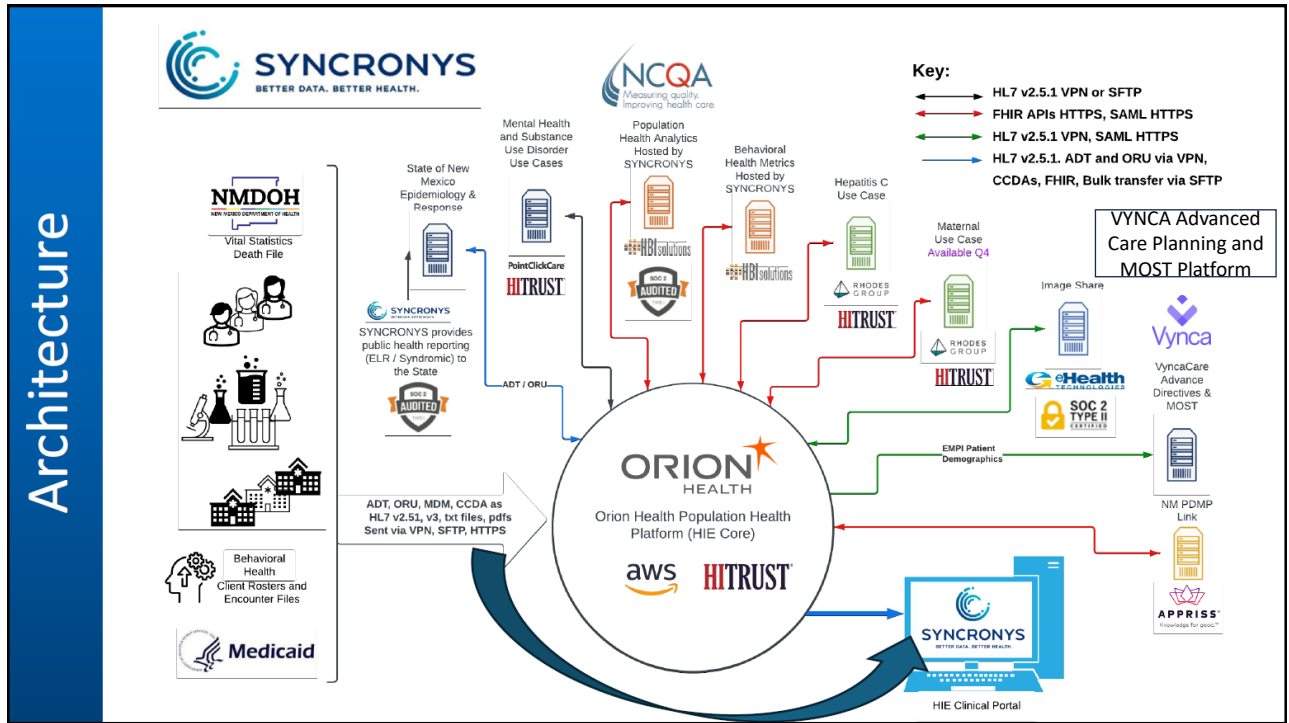 Architecture
SYNCRONYS
BETTER DATA. BETTER HEALTH.
NCQA
Measuring quality.
Improving health care.
Key:
HL7 v2.5.1 VPN or SFTP
FHIR APIs HTTPS, SAML HTTPS
HL7 v2.5.1 VPN, SAML HTTPS
HL7 v2.5.1. ADT and ORU via VPN,
CCDAs, FHIR, Bulk transfer via SFTP
VYNCA Advanced
Care Planning and
MOST Platform
NMDOH
NEW MEXICO DEPARTMENT OF HEALTH
Vital Statistics
Death File
State of New
Mexico
Epidemiology &
Response
SYNCRONYS
SYNCRONYS provides
public health reporting
(ELR / Syndromic) to
the State
SOC 2
AUDITED
Mental Health
and Substance
Use Disorder
Use Cases
PointClickCare
HITRUST
Population
Health Analytics
Hosted by
SYNCRONYS
HBI solutions
SOC 2
AUDITED
Behavioral
Health Metrics
Hosted by
SYNCRONYS
HBI solutions
Hepatitis C
Use Case
RHODES
GROUP
HITRUST
Maternal
Use Case
Available Q4
RHODES
GROUP
HITRUST
Image Share
eHealth
TECHNOLOGIES
SOC 2
TYPE II
CERTIFIED
Vynca
VyncaCare
Advance
Directives &
MOST
ADT / ORU
EMPI Patient
Demographics
NM PDMP
Link
APPRISS
Knowledge for good.™
ORION
HEALTH
Orion Health Population Health
Platform (HIE Core)
aws
HITRUST
ADT, ORU, MDM, CCDA as
HL7 v2.51, v3, txt files, pdfs
Sent via VPN, SFTP, HTTPS
Behavioral
Health
Client Rosters and
Encounter Files
Medicaid
SYNCRONYS
BETTER DATA. BETTER HEALTH.
HIE Clinical Portal